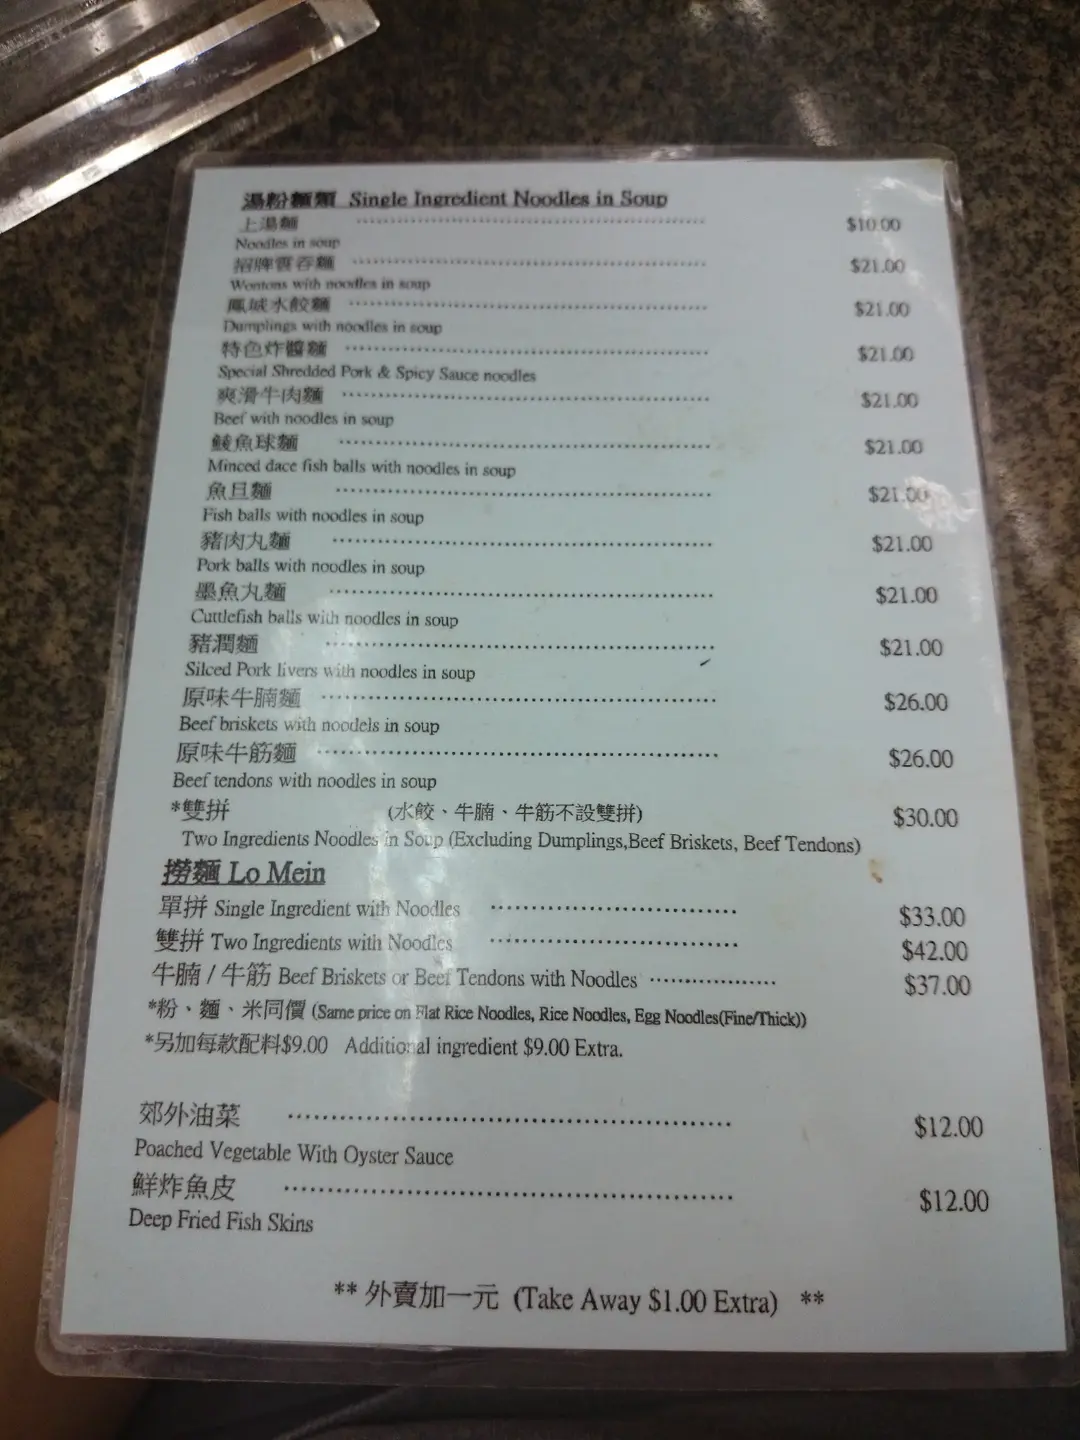 湯粉麵類 Single Ingredient Noodles in Soup
上湯麵 ........................................ $10.00
Noodles in soup
招牌雲吞麵 ........................................ $21.00
Wontons with noodles in soup
鳳城水餃麵 ........................................ $21.00
Dumplings with noodles in soup
特色炸醬麵 ........................................ $21.00
Special Shredded Pork & Spicy Sauce noodles
爽滑牛肉麵 ........................................ $21.00
Beef with noodles in soup
鯪魚球麵 ........................................ $21.00
Minced dace fish balls with noodles in soup
魚旦麵 ........................................ $21.00
Fish balls with noodles in soup
豬肉丸麵 ........................................ $21.00
Pork balls with noodles in soup
墨魚丸麵 ........................................ $21.00
Cuttlefish balls with noodles in soup
豬潤麵 ........................................ $21.00
Silced Pork livers with noodles in soup
原味牛腩麵 ........................................ $26.00
Beef briskets with noodels in soup
原味牛筋麵 ........................................ $26.00
Beef tendons with noodles in soup
*雙拼 (水餃、牛腩、牛筋不設雙拼) $30.00
Two Ingredients Noodles in Soup (Excluding Dumplings,Beef Briskets, Beef Tendons)
撈麵 Lo Mein
單拼 Single Ingredient with Noodles .............................. $33.00
雙拼 Two Ingredients with Noodles .............................. $42.00
牛腩 / 牛筋 Beef Briskets or Beef Tendons with Noodles .................. $37.00
*粉、麵、米同價 (Same price on Flat Rice Noodles, Rice Noodles, Egg Noodles(Fine/Thick))
*另加每款配料$9.00 Additional ingredient $9.00 Extra.
郊外油菜 ........................................ $12.00
Poached Vegetable With Oyster Sauce
鮮炸魚皮 ........................................ $12.00
Deep Fried Fish Skins
** 外賣加一元 (Take Away $1.00 Extra) **